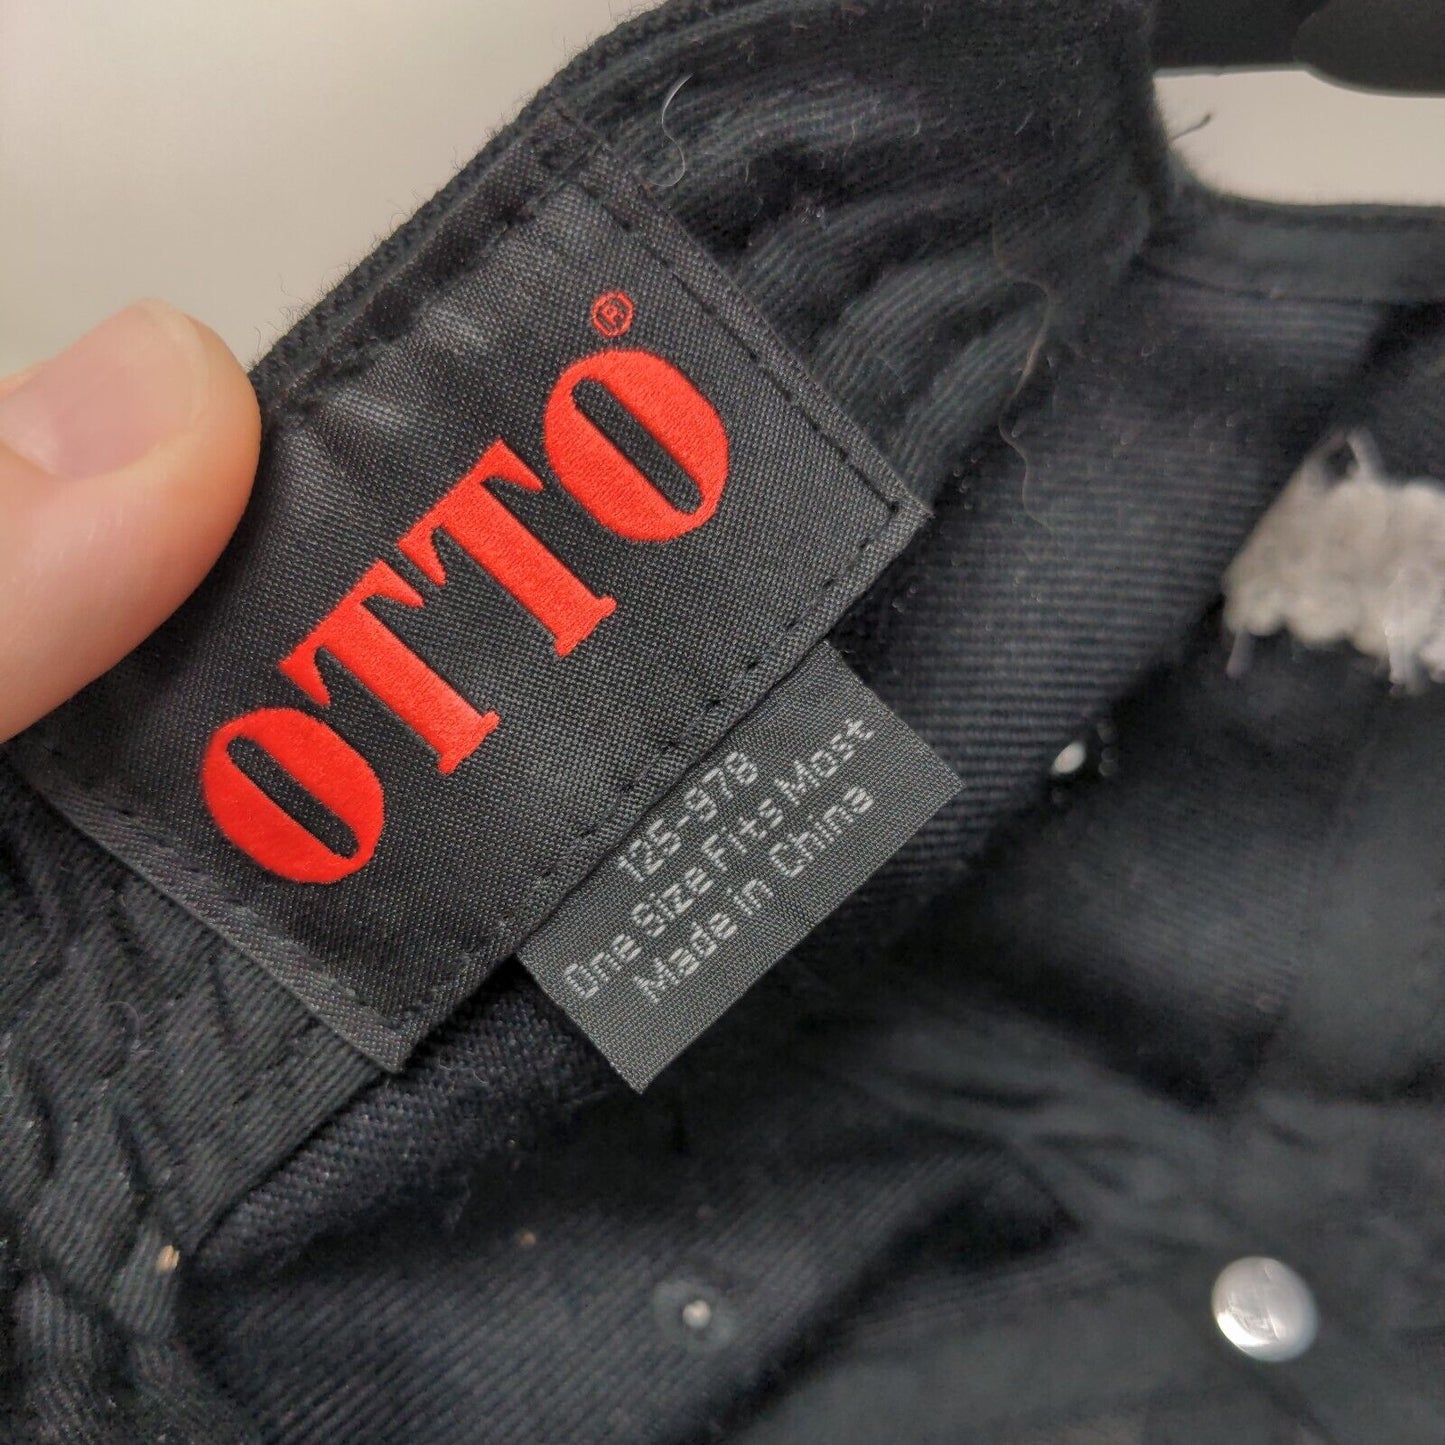 OTTO®
125-978
One Size Fits Most
Made in China